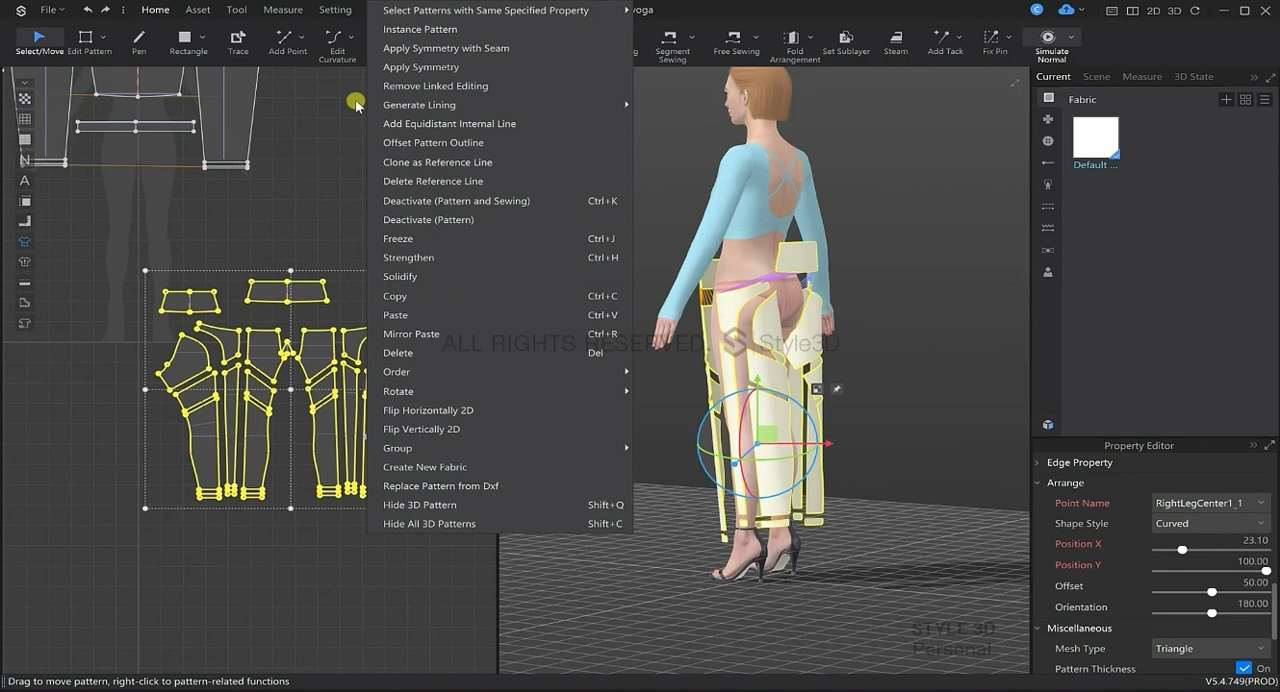 File
Home
Asset
Tool
Measure
Setting
yoga
2D
3D
Select/Move
Edit Pattern
Pen
Rectangle
Trace
Add Point
Edit Curvature
Segment Sewing
Free Sewing
Fold Arrangement
Set Sublayer
Steam
Add Tack
Fix Pin
Simulate Normal
Select Patterns with Same Specified Property
Instance Pattern
Apply Symmetry with Seam
Apply Symmetry
Remove Linked Editing
Generate Lining
Add Equidistant Internal Line
Offset Pattern Outline
Clone as Reference Line
Delete Reference Line
Deactivate (Pattern and Sewing) Ctrl+K
Deactivate (Pattern)
Freeze Ctrl+J
Strengthen Ctrl+H
Solidify
Copy Ctrl+C
Paste Ctrl+V
Mirror Paste Ctrl+R
Delete Del
Order
Rotate
Flip Horizontally 2D
Flip Vertically 2D
Group
Create New Fabric
Replace Pattern from Dxf
Hide 3D Pattern Shift+Q
Hide All 3D Patterns Shift+C
ALL RIGHTS RESERVED. Style3D
STYLE 3D
Personal
Current Scene Measure 3D State
Fabric
Default ...
Property Editor
Edge Property
Arrange
Point Name RightLegCenter1_1
Shape Style Curved
Position X 23.10
Position Y 100.00
Offset 50.00
Orientation 180.00
Miscellaneous
Mesh Type Triangle
Pattern Thickness On
Drag to move pattern, right-click to pattern-related functions
V5.4.749(PROD)